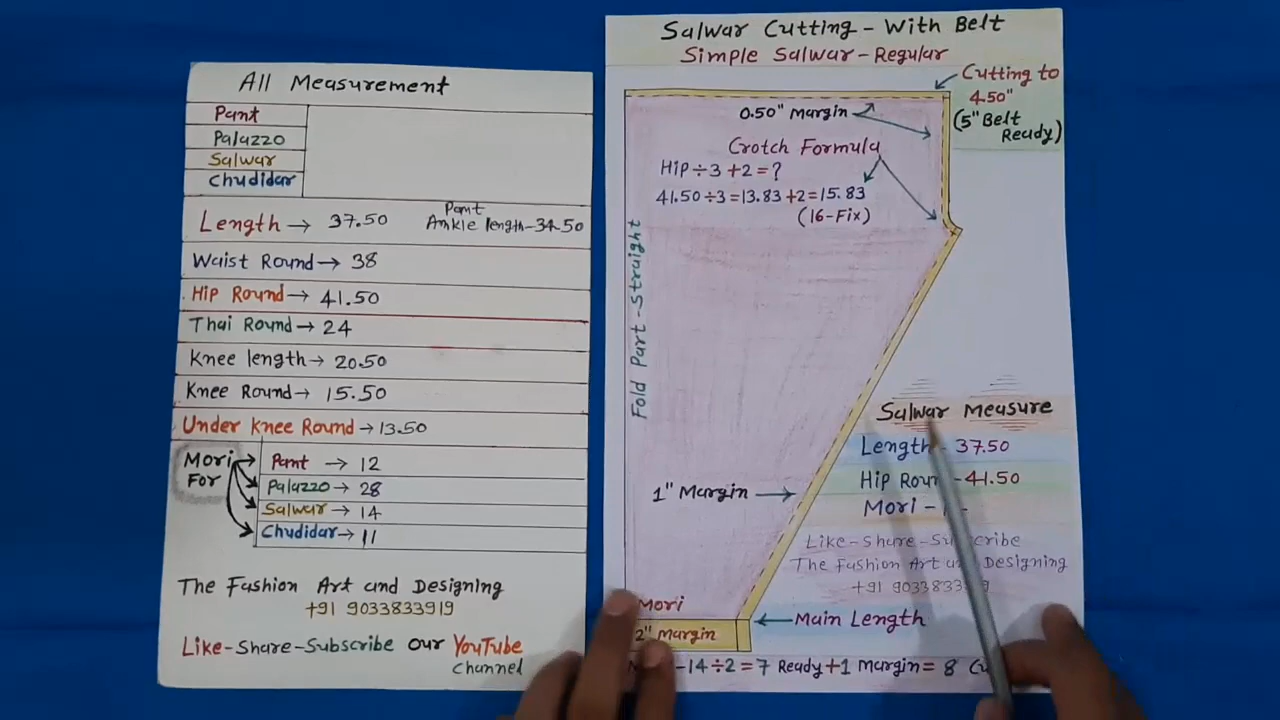 All Measurement
Pant
Palazzo
Salwar
Chudidar
Length → 37.50
Pant
Ankle length-34.50
Waist Round → 38
Hip Round → 41.50
Thai Round → 24
Knee length → 20.50
Knee Round → 15.50
Under Knee Round → 13.50
Mori For
Pant → 12
Palazzo → 28
Salwar → 14
Chudidar → 11
The Fashion Art and Designing
+91 9033833919
Like-Share-Subscribe our YouTube
channel
Salwar Cutting - With Belt
Simple Salwar - Regular
Cutting to
4.50"
(5" Belt
Ready)
0.50" Margin
Crotch Formula
Hip ÷ 3 + 2 = ?
41.50 ÷ 3 = 13.83 + 2 = 15.83
(16-Fix)
Fold Part - Straight
Salwar Measure
Length - 37.50
Hip Roun - 41.50
1" Margin
Mori -
Like-Share-Su scribe
The Fashion Art a Designing
+91 9033833 9
Mori
Main Length
2" Margin
-14÷2=7 Ready+1 Margin= 8